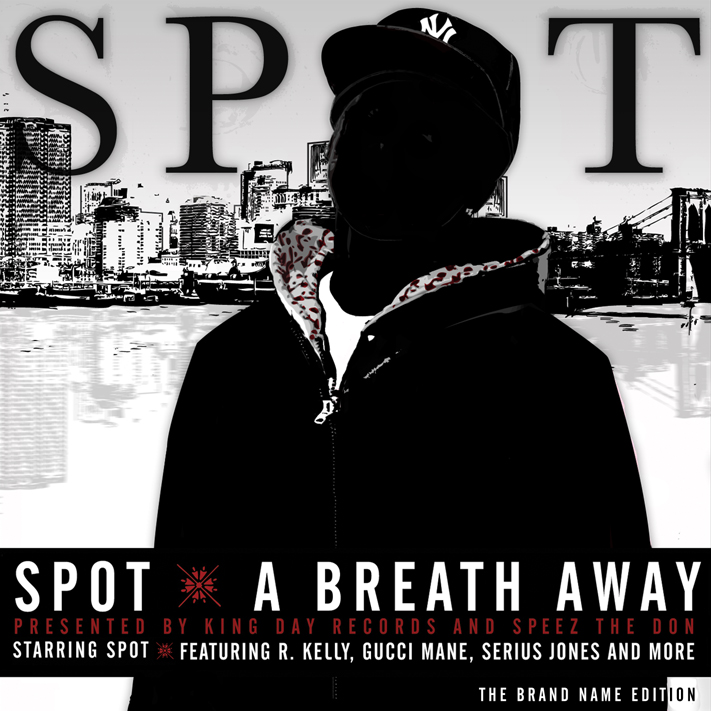 SPOT
NY
SPOT A BREATH AWAY
PRESENTED BY KING DAY RECORDS AND SPEEZ THE DON
STARRING SPOT FEATURING R. KELLY, GUCCI MANE, SERIUS JONES AND MORE
THE BRAND NAME EDITION